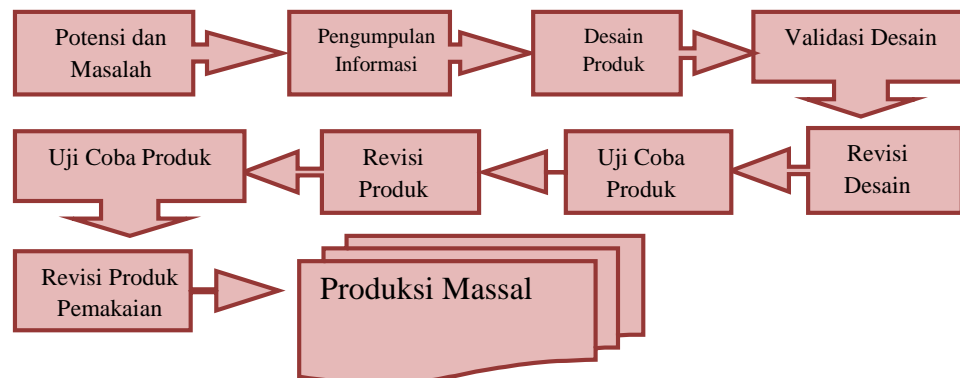 Potensi dan
Masalah
Pengumpulan
Informasi
Desain
Produk
Validasi Desain
Revisi
Desain
Uji Coba
Produk
Revisi
Produk
Uji Coba Produk
Revisi Produk
Pemakaian
Produksi Massal